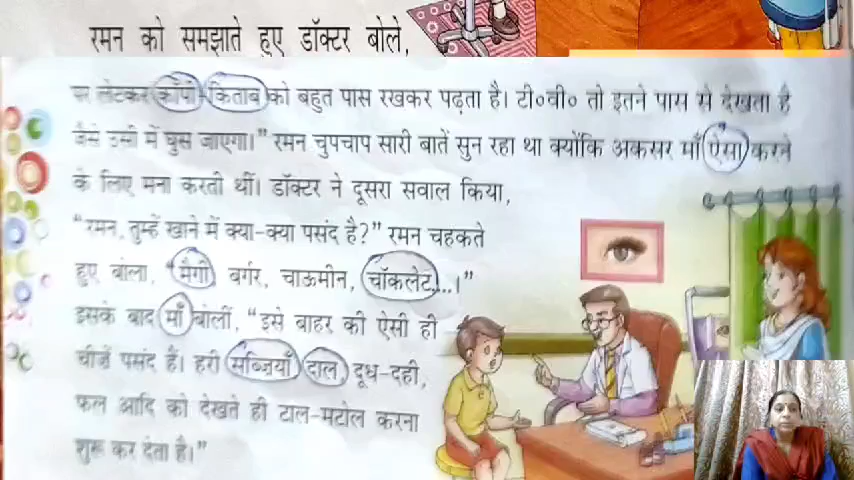 रमन को समझाते हुए डॉक्टर बोले,
पर लेटकर कॉपी-किताब को बहुत पास रखकर पढ़ता है। टी०वी० तो इतने पास से देखता है
जैसे उसी में घुस जाएगा।" रमन चुपचाप सारी बातें सुन रहा था क्योंकि अकसर माँ ऐसा करने
के लिए मना करती थीं। डॉक्टर ने दूसरा सवाल किया,
"रमन, तुम्हें खाने में क्या-क्या पसंद है?" रमन चहकते
हुए बोला, "मैगी बर्गर, चाऊमीन, चॉकलेट,...।"
इसके बाद माँ बोलीं, "इसे बाहर की ऐसी ही
चीज़ें पसंद हैं। हरी सब्ज़ियाँ दाल दूध-दही,
फल आदि को देखते ही टाल-मटोल करना
शुरू कर देता है।"